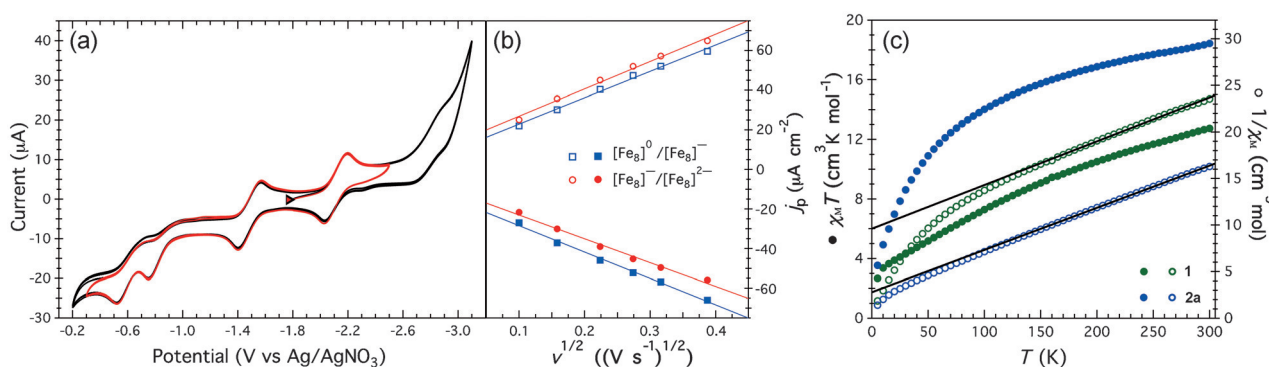 (a)
Current (µA)
40
30
20
10
0
-10
-20
-30
-0.2 -0.6 -1.0 -1.4 -1.8 -2.2 -2.6 -3.0
Potential (V vs Ag/AgNO3)
(b)
[Fe8]0/[Fe8]−
[Fe8]−/[Fe8]2−
60
40
20
0
-20
-40
-60
jp (µA cm−2)
0.1 0.2 0.3 0.4
v1/2 ((V s-1)1/2)
(c)
● χMT (cm3K mol−1)
20
16
12
8
4
0
1
2a
30
25
20
15
10
5
0
○ 1/χM (cm-3 mol)
0 50 100 150 200 250 300
T (K)